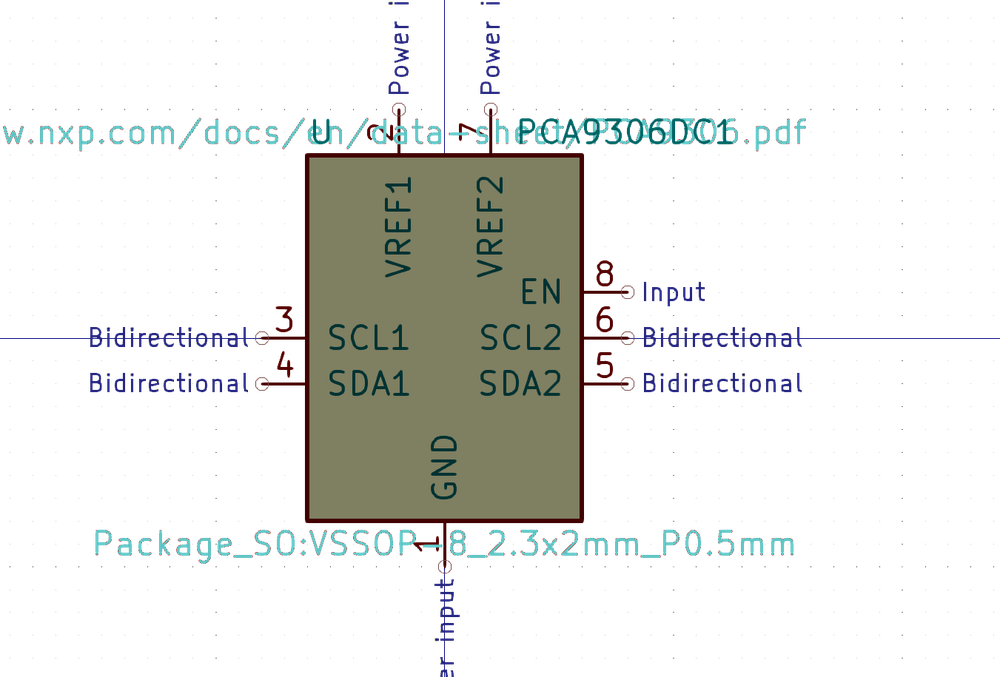 Power i
Power i
w.nxp.com/docs/en/data-sheet/PCA9306.pdf
U
2
7
PCA9306DC1
VREF1
VREF2
EN
8
Input
Bidirectional
3
SCL1
SCL2
6
Bidirectional
Bidirectional
4
SDA1
SDA2
5
Bidirectional
GND
Package_SO:VSSOP-8_2.3x2mm_P0.5mm
1
er input